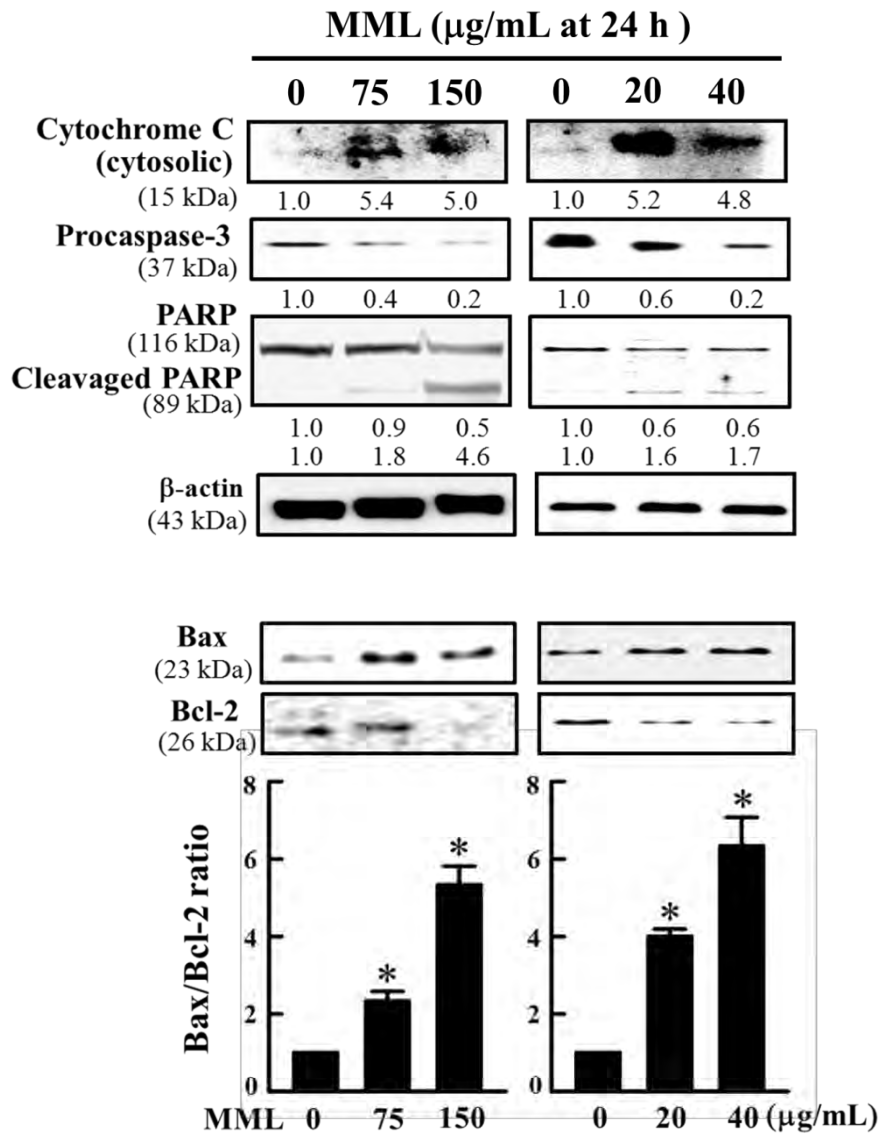 MML (μg/mL at 24 h )
0 75 150 0 20 40
Cytochrome C
(cytosolic)
(15 kDa)
1.0 5.4 5.0 1.0 5.2 4.8
Procaspase-3
(37 kDa)
1.0 0.4 0.2 1.0 0.6 0.2
PARP
(116 kDa)
Cleavaged PARP
(89 kDa)
1.0 0.9 0.5 1.0 0.6 0.6
1.0 1.8 4.6 1.0 1.6 1.7
β-actin
(43 kDa)
Bax
(23 kDa)
Bcl-2
(26 kDa)
Bax/Bcl-2 ratio
8
6
4
2
0
* *
8
6
4
2
0
* *
MML 0 75 150 0 20 40 (μg/mL)